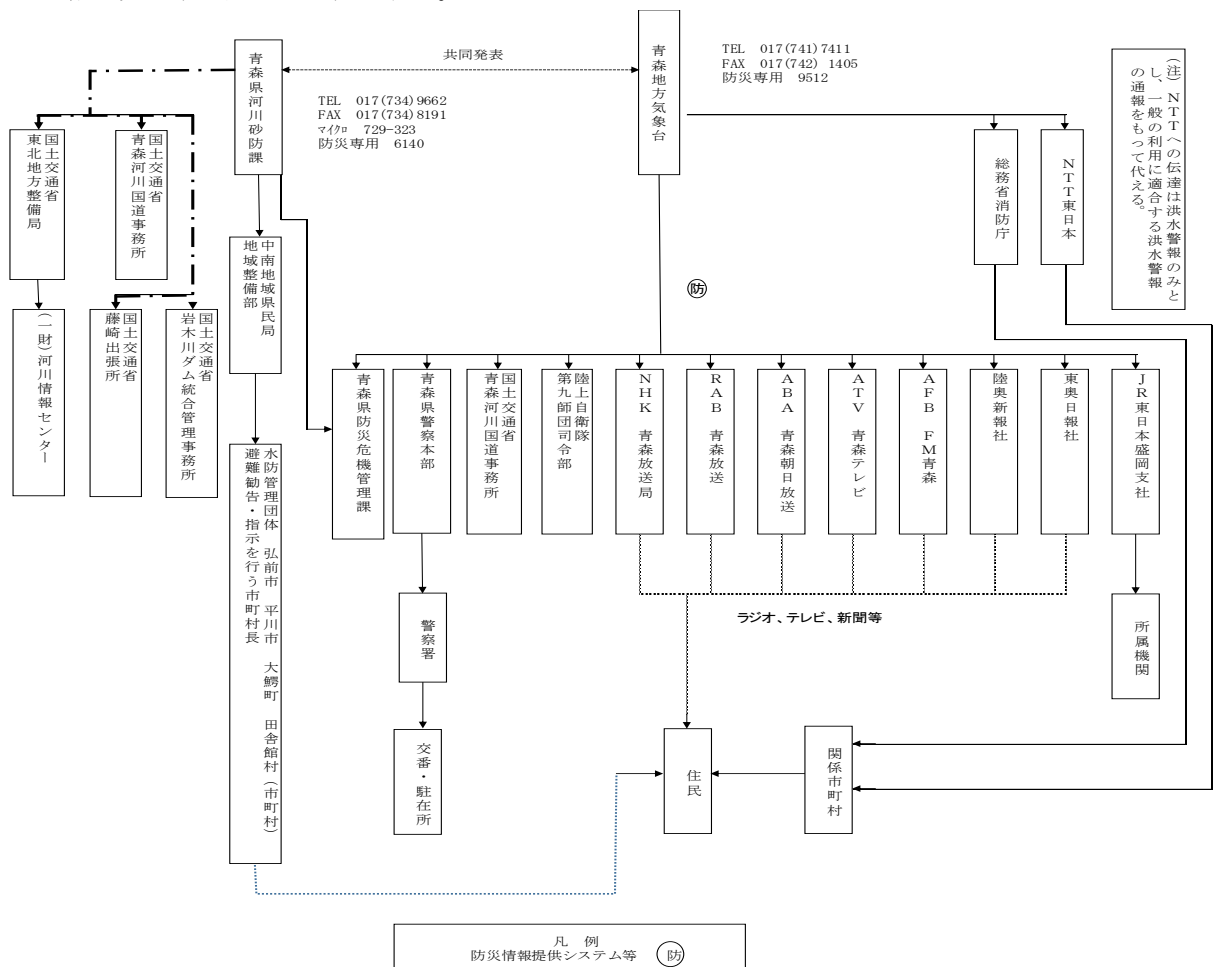 共同発表
青森県河川砂防課
TEL 017(734)9662
FAX 017(734)8191
マイクロ 729-323
防災専用 6140
青森地方気象台
TEL 017(741)7411
FAX 017(742) 1405
防災専用 9512
(注)NTTへの伝達は洪水警報のみと
し、一般の利用に適合する洪水警報
の通報をもって代える。
国土交通省
東北地方整備局
国土交通省
青森河川国道事務所
総務省消防庁
NTT東日本
中南地域県民局
地域整備部
防
(一財)河川情報センター
国土交通省
藤崎出張所
国土交通省
岩木川ダム統合管理事務所
水防管理団体 弘前市 平川市 大鰐町 田舎館村(市町村)
避難勧告・指示を行う市町村長
青森県防災危機管理課
青森県警察本部
国土交通省
青森河川国道事務所
陸上自衛隊
第九師団司令部
NHK 青森放送局
RAB 青森放送
ABA 青森朝日放送
ATV 青森テレビ
AFB FM青森
陸奥新報社
東奥日報社
JR東日本盛岡支社
ラジオ、テレビ、新聞等
警察署
所属機関
交番・駐在所
住民
関係市町村
凡 例
防災情報提供システム等 防